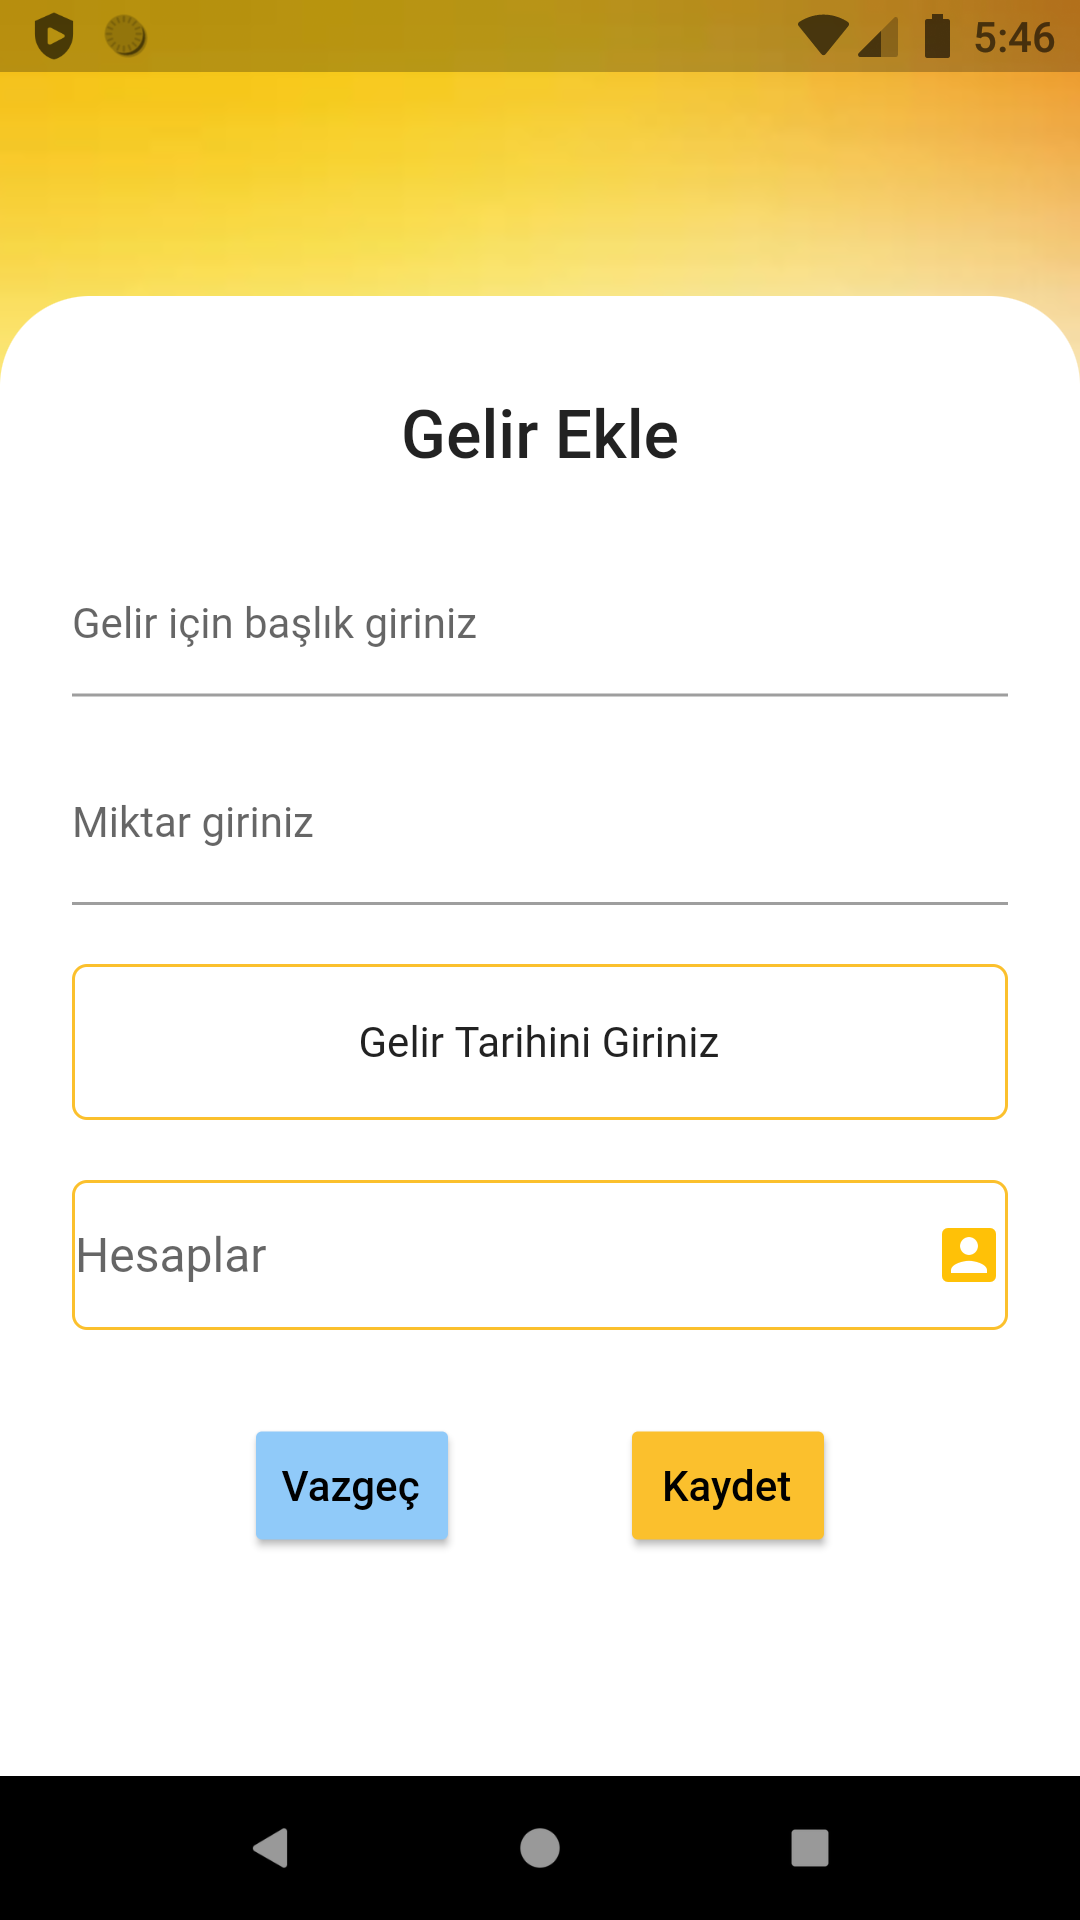 5:46
Gelir Ekle
Gelir için başlık giriniz
Miktar giriniz
Gelir Tarihini Giriniz
Hesaplar
Vazgeç
Kaydet